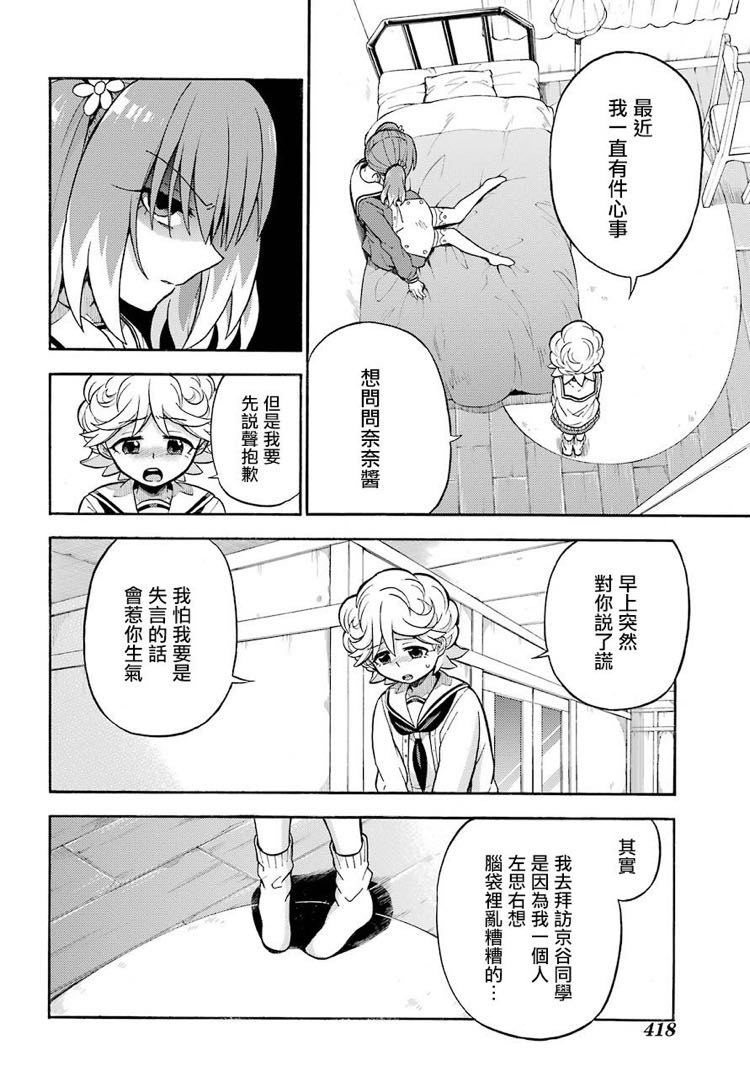 最近
我一直有件心事
想問問奈奈醬
但是我要
先說聲抱歉
早上突然
對你說了謊
我怕我要是
失言的話
會惹你生氣
其實
我去拜訪京谷同學
是因為我一個人
左思右想
腦袋裡亂糟糟的…
418